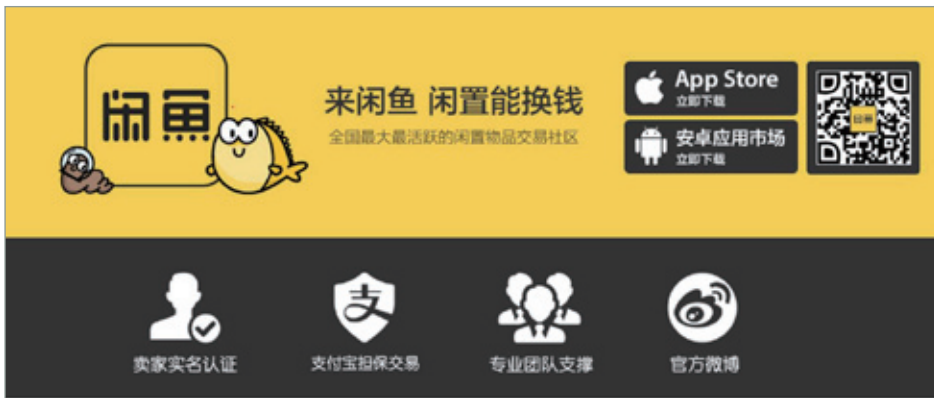 闲鱼
来闲鱼 闲置能换钱
全国最大最活跃的闲置物品交易社区
App Store
立即下载
安卓应用市场
立即下载
闲鱼
支
卖家实名认证
支付宝担保交易
专业团队支撑
官方微博